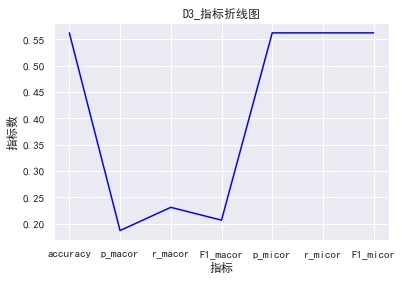 D3_指标折线图
指标数
0.55
0.50
0.45
0.40
0.35
0.30
0.25
0.20
accuracy p_macor r_macor F1_macor p_micor r_micor F1_micor
指标